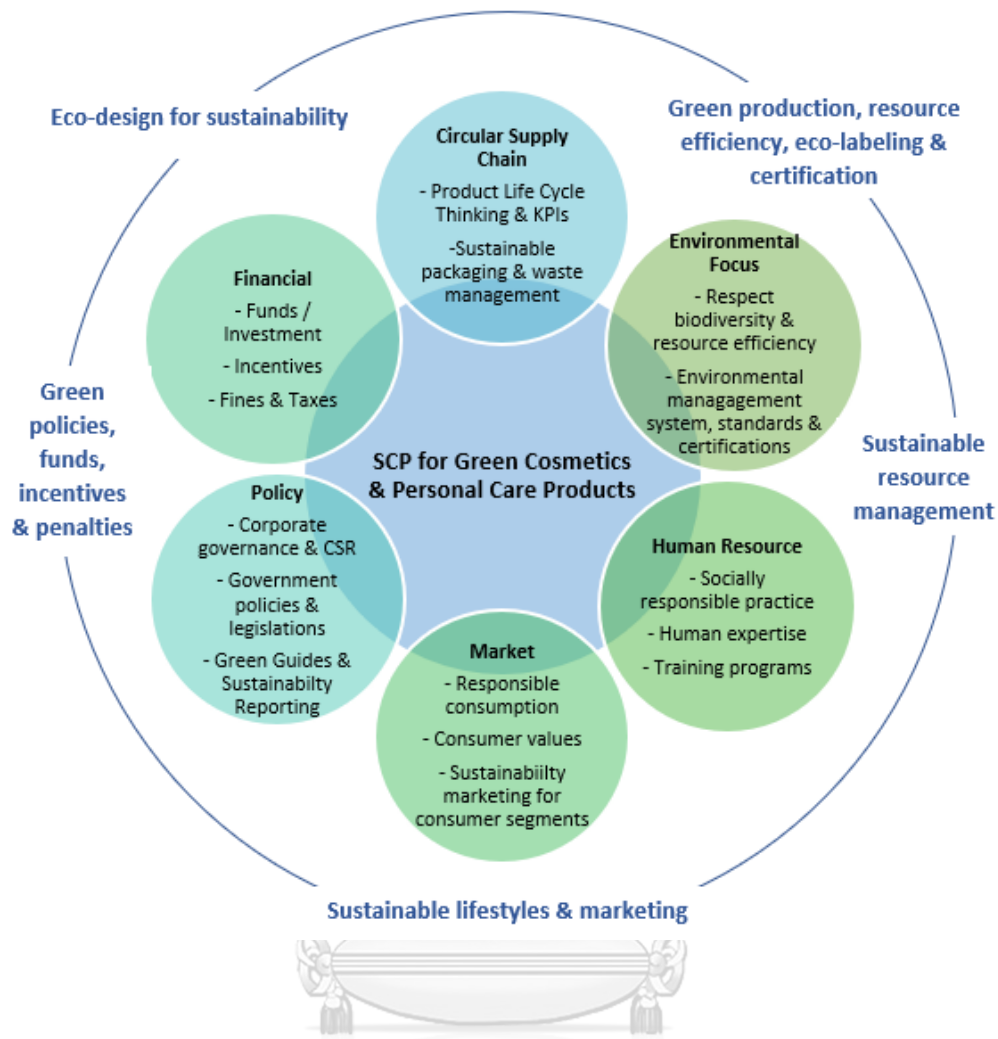 Eco-design for sustainability
Green production, resource
efficiency, eco-labeling &
certification
Circular Supply
Chain
- Product Life Cycle
Thinking & KPIs
-Sustainable
packaging & waste
management
Environmental
Focus
- Respect
biodiversity &
resource efficiency
- Environmental
managagement
system, standards &
certifications
Financial
- Funds /
Investment
- Incentives
- Fines & Taxes
Green
policies,
funds,
incentives
& penalties
SCP for Green Cosmetics
& Personal Care Products
Sustainable
resource
management
Policy
- Corporate
governance & CSR
- Government
policies &
legislations
- Green Guides &
Sustainabilty
Reporting
Human Resource
- Socially
responsible practice
- Human expertise
- Training programs
Market
- Responsible
consumption
- Consumer values
- Sustainabiilty
marketing for
consumer segments
Sustainable lifestyles & marketing